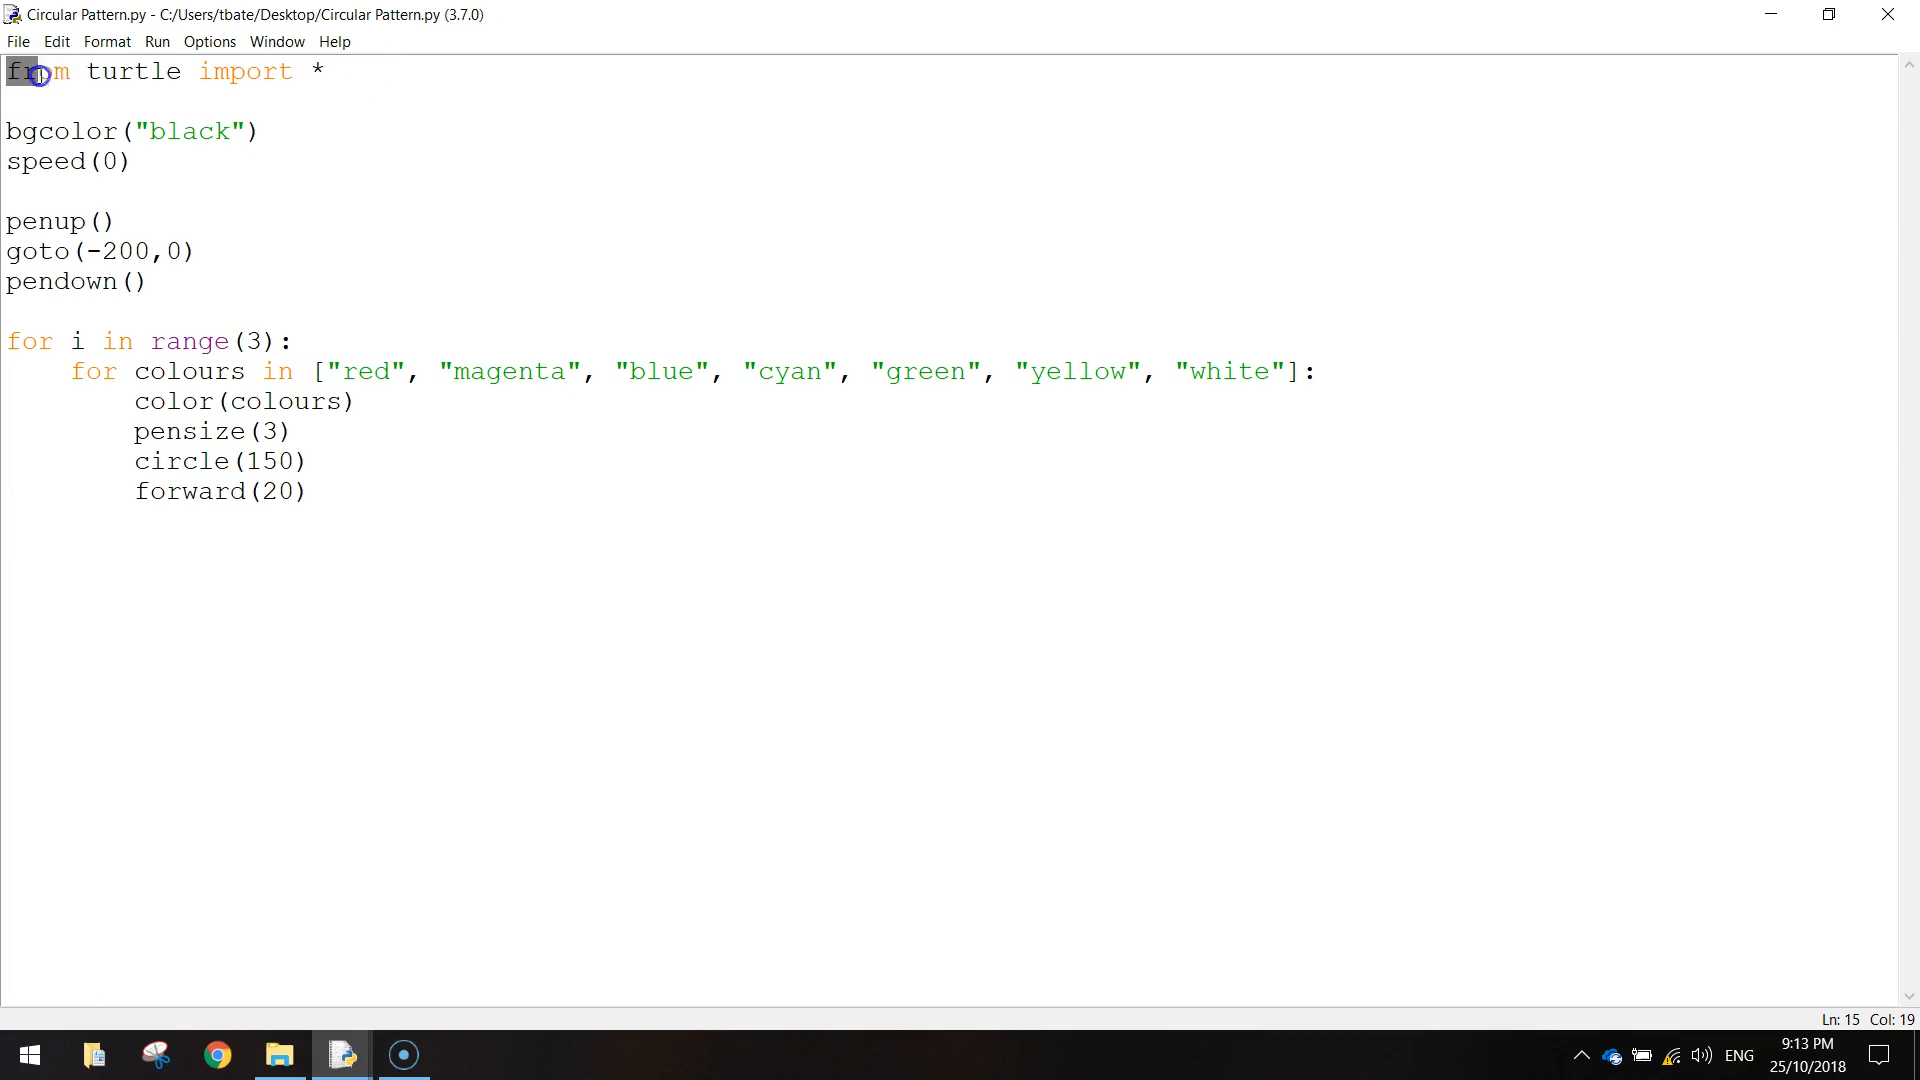 Circular Pattern.py - C:/Users/tbate/Desktop/Circular Pattern.py (3.7.0)
File Edit Format Run Options Window Help
from turtle import *
bgcolor("black")
speed(0)
penup()
goto(-200,0)
pendown()
for i in range(3):
    for colours in ["red", "magenta", "blue", "cyan", "green", "yellow", "white"]:
        color(colours)
        pensize(3)
        circle(150)
        forward(20)
Ln: 15 Col: 19
ENG
9:13 PM
25/10/2018